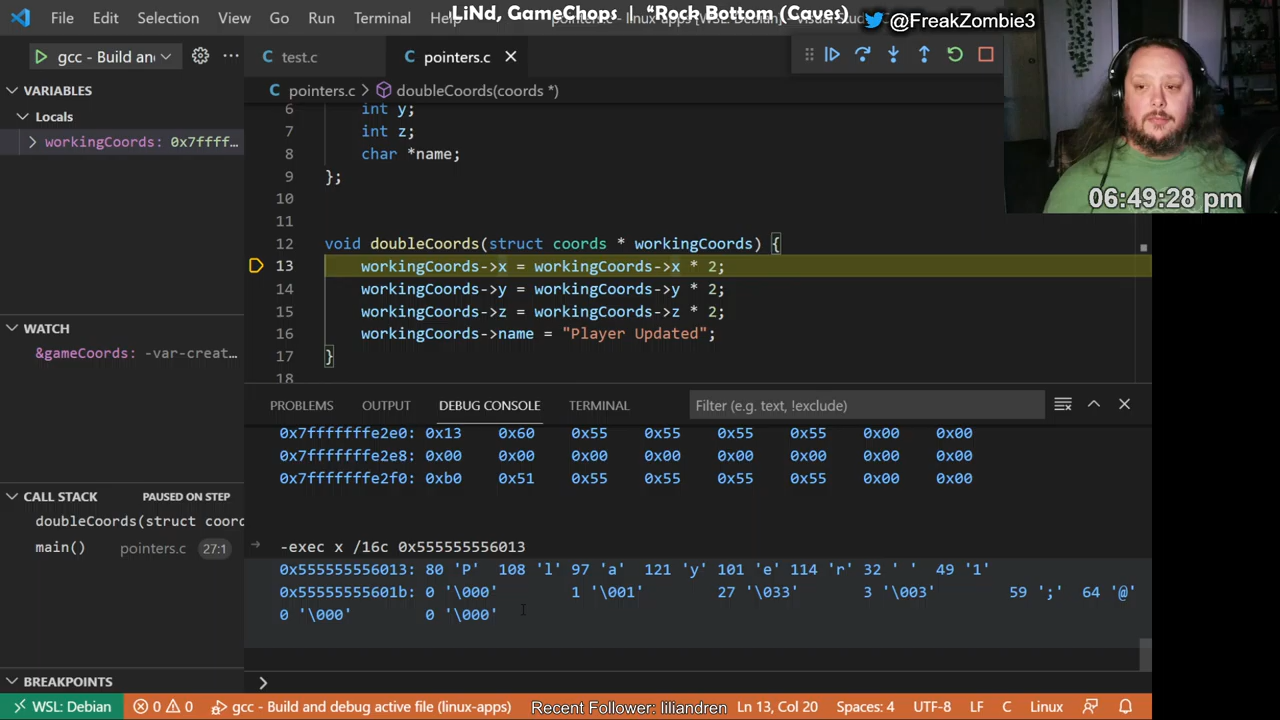 File Edit Selection View Go Run Terminal Help
LiNd, GameChops | “Rock Bottom (Caves)
@FreakZombie3
gcc - Build and
test.c
pointers.c
VARIABLES
pointers.c > doubleCoords(coords *)
Locals
workingCoords: 0x7ffff…
6 int y;
7 int z;
8 char *name;
9 };
10
11
12 void doubleCoords(struct coords * workingCoords) {
13 workingCoords->x = workingCoords->x * 2;
14 workingCoords->y = workingCoords->y * 2;
15 workingCoords->z = workingCoords->z * 2;
16 workingCoords->name = "Player Updated";
17 }
18
06:49:28 pm
WATCH
&gameCoords: -var-creat…
PROBLEMS OUTPUT DEBUG CONSOLE TERMINAL
Filter (e.g. text, !exclude)
0x7fffffffe2e0: 0x13 0x60 0x55 0x55 0x55 0x55 0x00 0x00
0x7fffffffe2e8: 0x00 0x00 0x00 0x00 0x00 0x00 0x00 0x00
0x7fffffffe2f0: 0xb0 0x51 0x55 0x55 0x55 0x55 0x00 0x00
CALL STACK PAUSED ON STEP
doubleCoords(struct coord
main() pointers.c 27:1
-exec x /16c 0x555555556013
0x555555556013: 80 'P' 108 'l' 97 'a' 121 'y' 101 'e' 114 'r' 32 ' ' 49 '1'
0x55555555601b: 0 '\000' 1 '\001' 27 '\033' 3 '\003' 59 ';' 64 '@'
0 '\000' 0 '\000'
BREAKPOINTS
WSL: Debian 0 0 gcc - Build and debug active file (linux-apps) Recent Follower: liliandren Ln 13, Col 20 Spaces: 4 UTF-8 LF C Linux